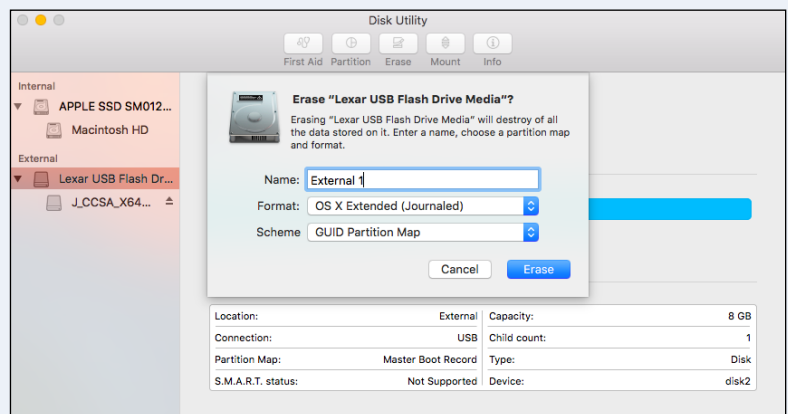 Disk Utility
First Aid Partition Erase Mount Info
Internal
APPLE SSD SM012...
Macintosh HD
External
Lexar USB Flash Dr...
J_CCSA_X64...
Erase “Lexar USB Flash Drive Media”?
Erasing “Lexar USB Flash Drive Media” will destroy of all
the data stored on it. Enter a name, choose a partition map
and format.
Name: External 1
Format: OS X Extended (Journaled)
Scheme GUID Partition Map
Cancel Erase
Location: External Capacity: 8 GB
Connection: USB Child count: 1
Partition Map: Master Boot Record Type: Disk
S.M.A.R.T. status: Not Supported Device: disk2